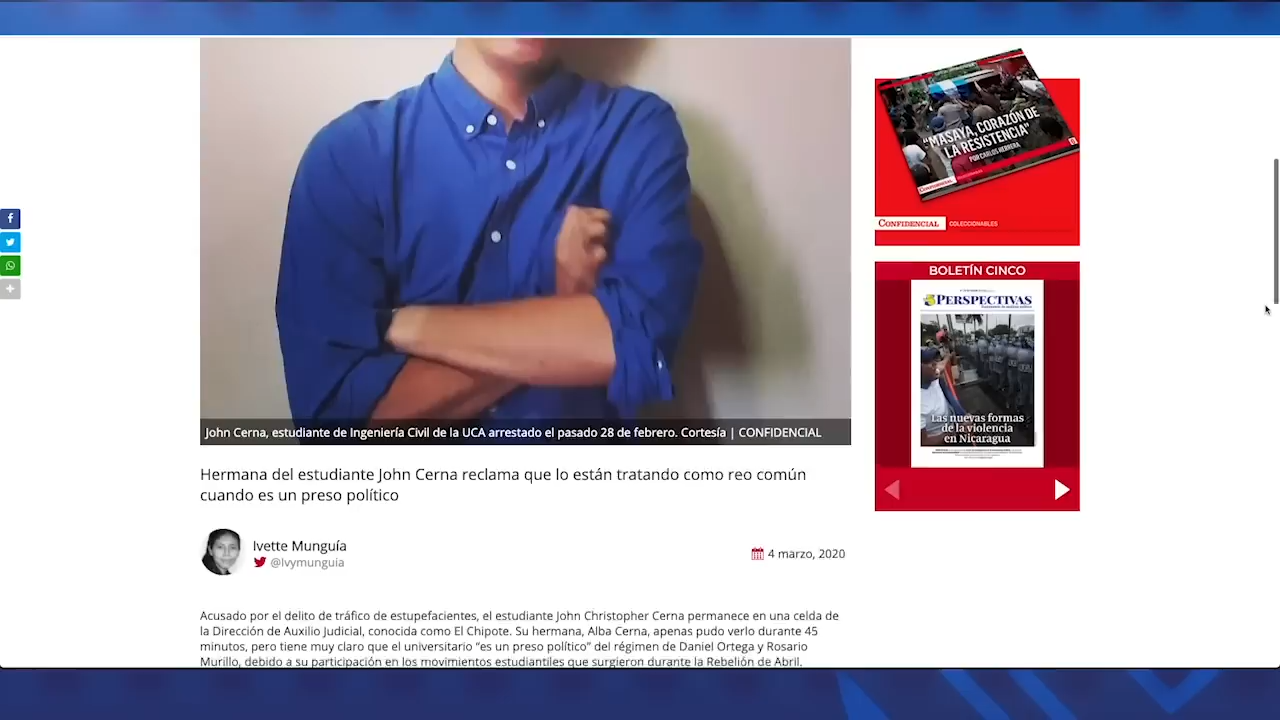 "MASAYA, CORAZÓN DE
LA RESISTENCIA"
POR CARLOS HERRERA
CONFIDENCIAL
CONFIDENCIAL COLECCIONABLES
BOLETÍN CINCO
PERSPECTIVAS
Las nuevas formas
de la violencia
en Nicaragua
John Cerna, estudiante de Ingeniería Civil de la UCA arrestado el pasado 28 de febrero. Cortesía | CONFIDENCIAL
Hermana del estudiante John Cerna reclama que lo están tratando como reo común
cuando es un preso político
Ivette Munguía
@Ivymunguia
4 marzo, 2020
Acusado por el delito de tráfico de estupefacientes, el estudiante John Christopher Cerna permanece en una celda de
la Dirección de Auxilio Judicial, conocida como El Chipote. Su hermana, Alba Cerna, apenas pudo verlo durante 45
minutos, pero tiene muy claro que el universitario “es un preso político” del régimen de Daniel Ortega y Rosario
Murillo, debido a su participación en los movimientos estudiantiles que surgieron durante la Rebelión de Abril.